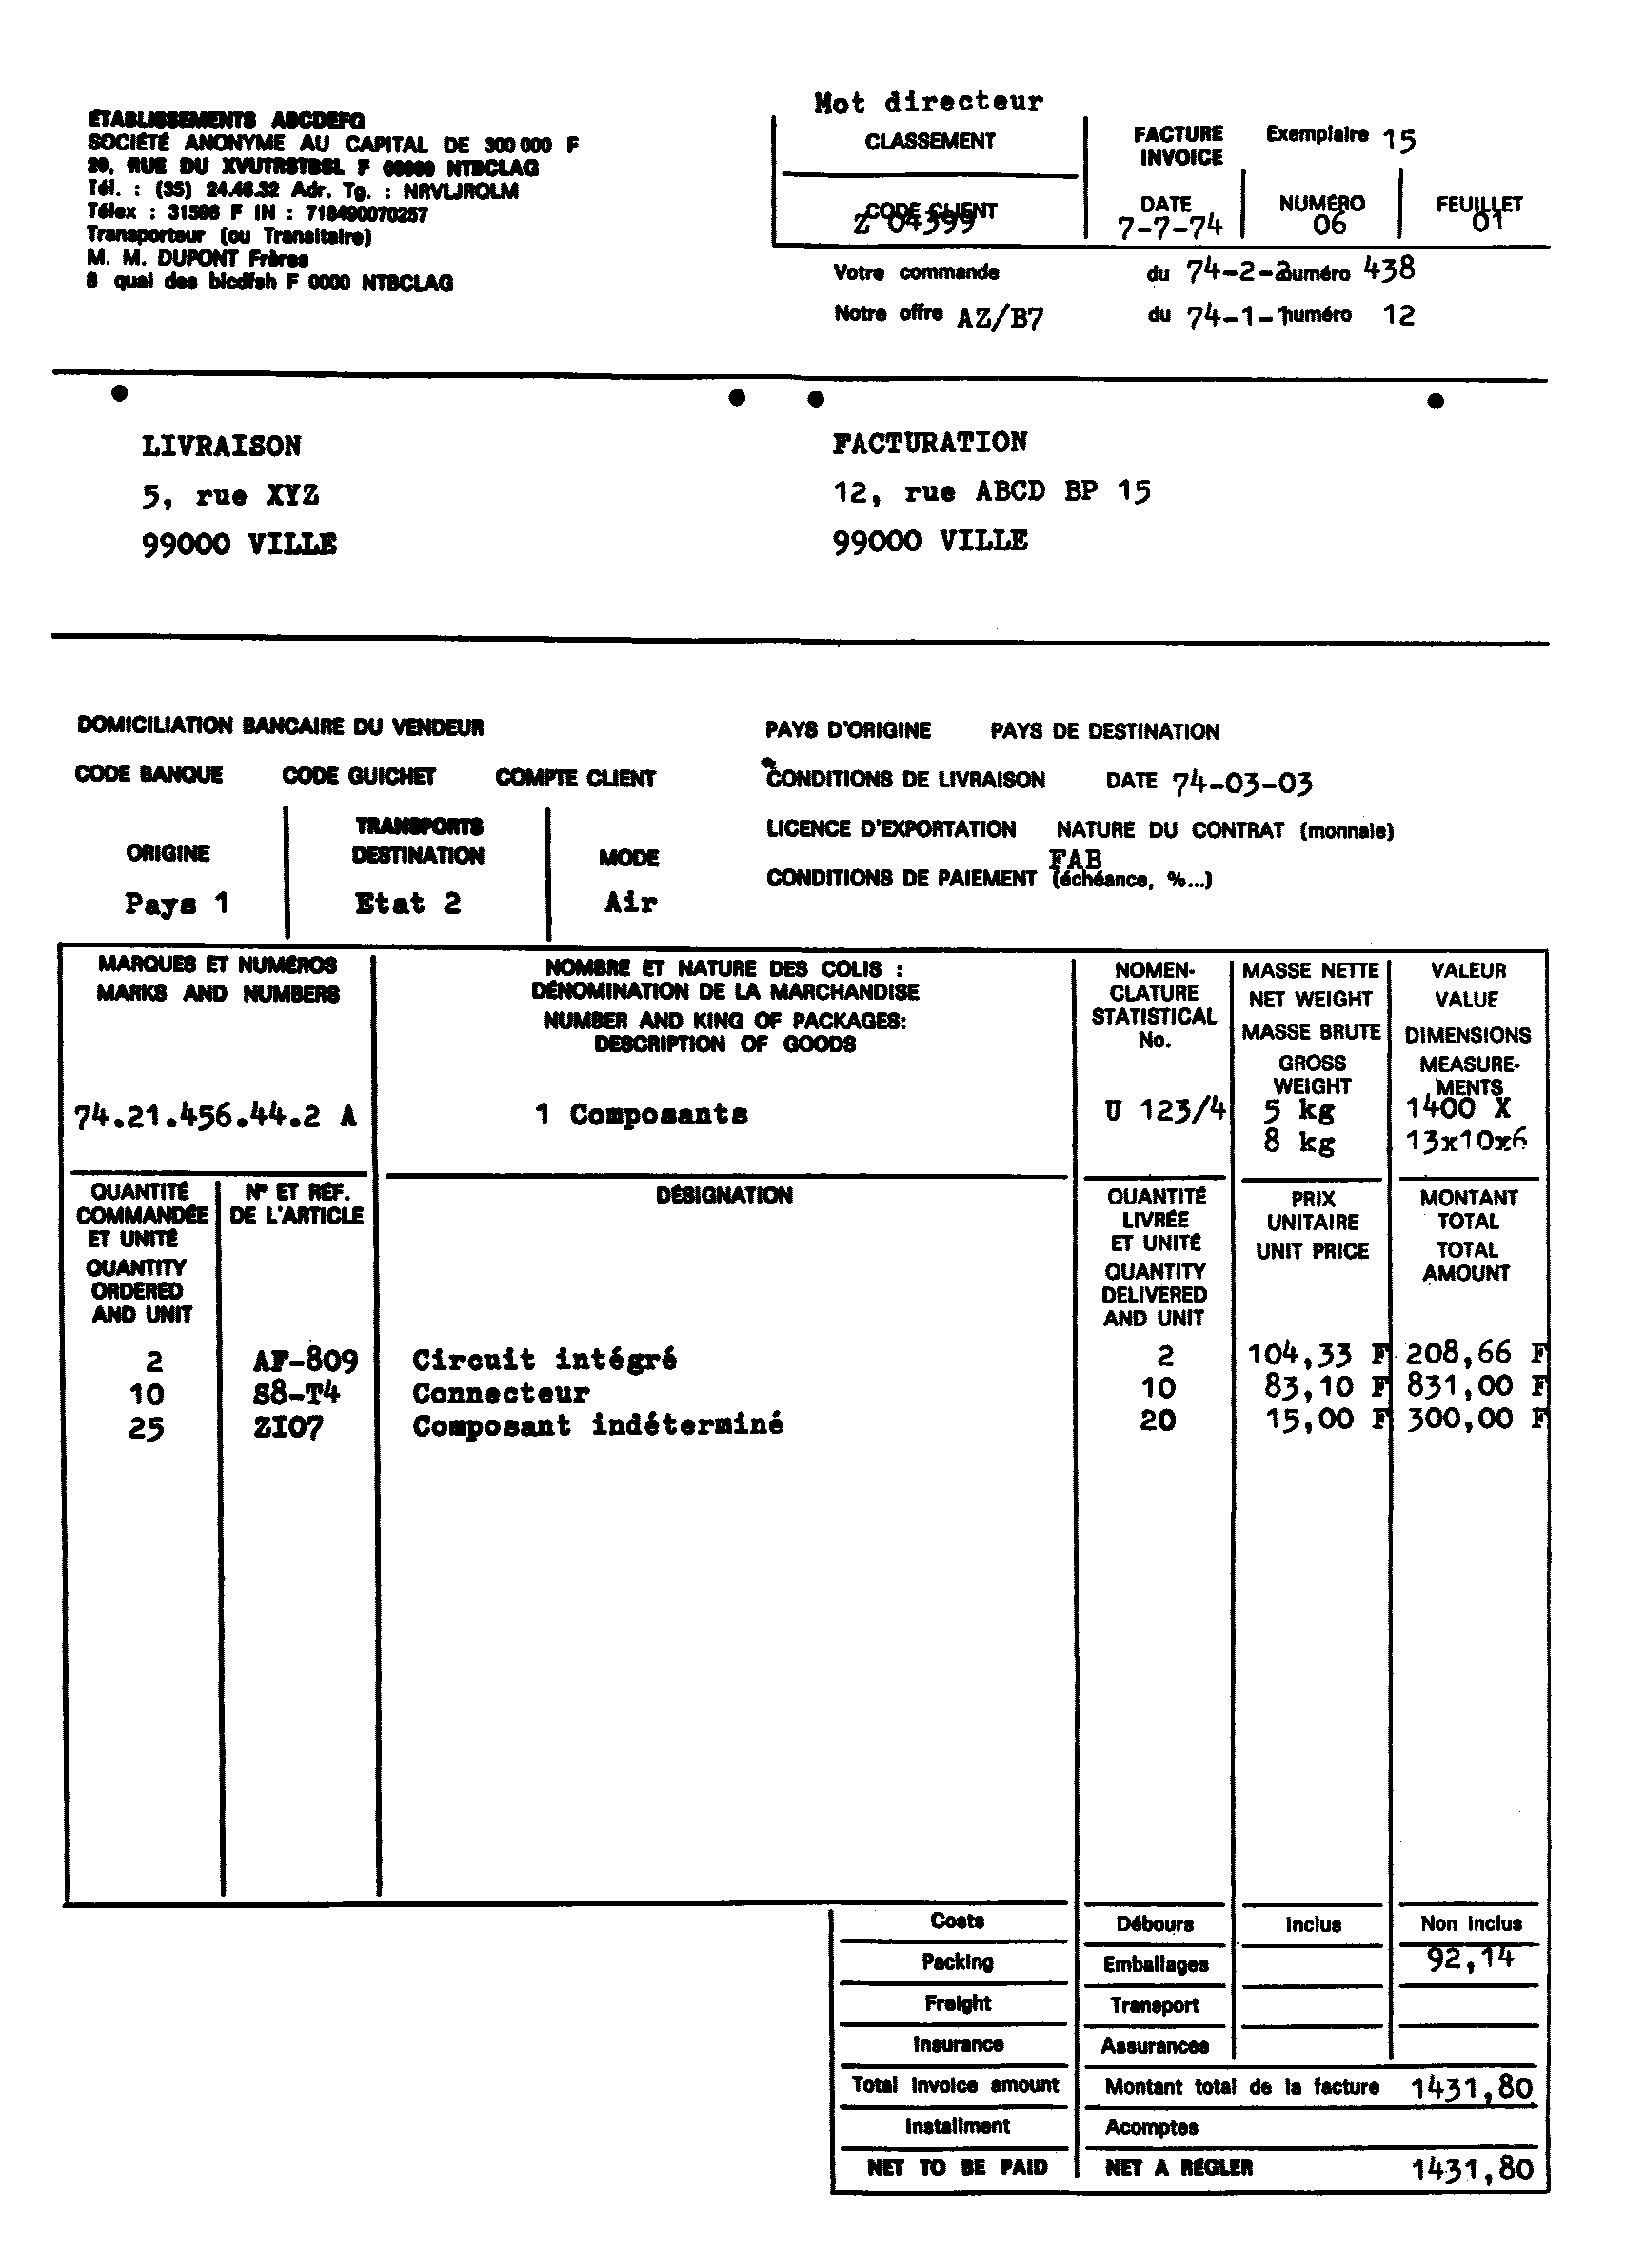 ÉTABLISSEMENTS ABCDEFG
SOCIÉTÉ ANONYME AU CAPITAL DE 300 000 F
20, RUE DU XVUTRSTBSL F 00000 NTBCLAG
Tél. : (35) 24.46.32 Adr. Tg. : NRVLJROLM
Télex : 31596 F IN : 718490070257
Transporteur (ou Transitaire)
M. M. DUPONT Frères
8 quai des blcdfsh F 0000 NTBCLAG
Mot directeur
CLASSEMENT
FACTURE Exemplaire 15
INVOICE
CODE CLIENT DATE NUMÉRO FEUILLET
Z 04399 7-7-74 06 01
Votre commande du 74-2-2 numéro 438
Notre offre AZ/B7 du 74-1-1 numéro 12
LIVRAISON
5, rue XYZ
99000 VILLE
FACTURATION
12, rue ABCD BP 15
99000 VILLE
DOMICILIATION BANCAIRE DU VENDEUR
CODE BANQUE CODE GUICHET COMPTE CLIENT
TRANSPORTS
ORIGINE DESTINATION MODE
Pays 1 Etat 2 Air
PAYS D'ORIGINE PAYS DE DESTINATION
CONDITIONS DE LIVRAISON DATE 74-03-03
LICENCE D'EXPORTATION NATURE DU CONTRAT (monnaie)
FAB
CONDITIONS DE PAIEMENT (échéance, %...)
MARQUES ET NUMÉROS
MARKS AND NUMBERS
NOMBRE ET NATURE DES COLIS :
DÉNOMINATION DE LA MARCHANDISE
NUMBER AND KING OF PACKAGES:
DESCRIPTION OF GOODS
NOMEN-
CLATURE
STATISTICAL
No.
MASSE NETTE
NET WEIGHT
MASSE BRUTE
GROSS
WEIGHT
VALEUR
VALUE
DIMENSIONS
MEASURE-
MENTS
74.21.456.44.2 A 1 Composants U 123/4 5 kg 1400 X
8 kg 13x10x6
QUANTITÉ
COMMANDÉE
ET UNITÉ
QUANTITY
ORDERED
AND UNIT
Nº ET RÉF.
DE L'ARTICLE
DÉSIGNATION
QUANTITÉ
LIVRÉE
ET UNITÉ
QUANTITY
DELIVERED
AND UNIT
PRIX
UNITAIRE
UNIT PRICE
MONTANT
TOTAL
TOTAL
AMOUNT
2 AF-809 Circuit intégré 2 104,33 F 208,66 F
10 S8-T4 Connecteur 10 83,10 F 831,00 F
25 ZI07 Composant indéterminé 20 15,00 F 300,00 F
Costs Débours Inclus Non inclus
Packing Emballages 92,14
Freight Transport
Insurance Assurances
Total invoice amount Montant total de la facture 1431,80
Installment Acomptes
NET TO BE PAID NET A RÉGLER 1431,80